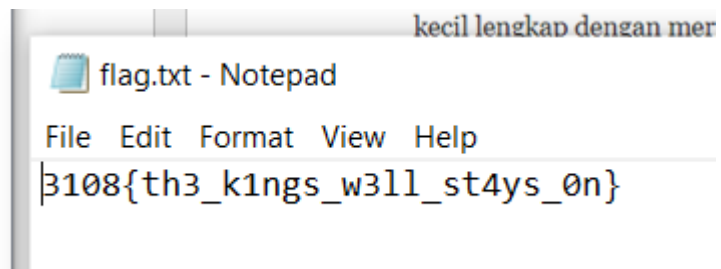 kecil lengkap dengan mer
flag.txt - Notepad
File Edit Format View Help
3108{th3_k1ngs_w3ll_st4ys_0n}